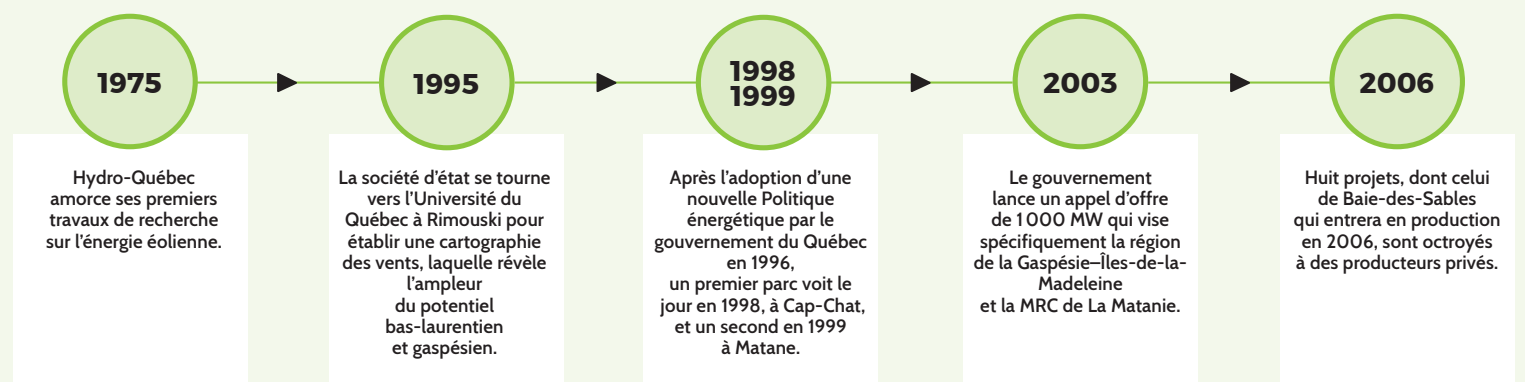 1975
Hydro-Québec
amorce ses premiers
travaux de recherche
sur l'énergie éolienne.
1995
La société d'état se tourne
vers l'Université du
Québec à Rimouski pour
établir une cartographie
des vents, laquelle révèle
l'ampleur
du potentiel
bas-laurentien
et gaspésien.
1998
1999
Après l'adoption d'une
nouvelle Politique
énergétique par le
gouvernement du Québec
en 1996,
un premier parc voit le
jour en 1998, à Cap-Chat,
et un second en 1999
à Matane.
2003
Le gouvernement
lance un appel d'offre
de 1 000 MW qui vise
spécifiquement la région
de la Gaspésie–Îles-de-la-
Madeleine
et la MRC de La Matanie.
2006
Huit projets, dont celui
de Baie-des-Sables
qui entrera en production
en 2006, sont octroyés
à des producteurs privés.